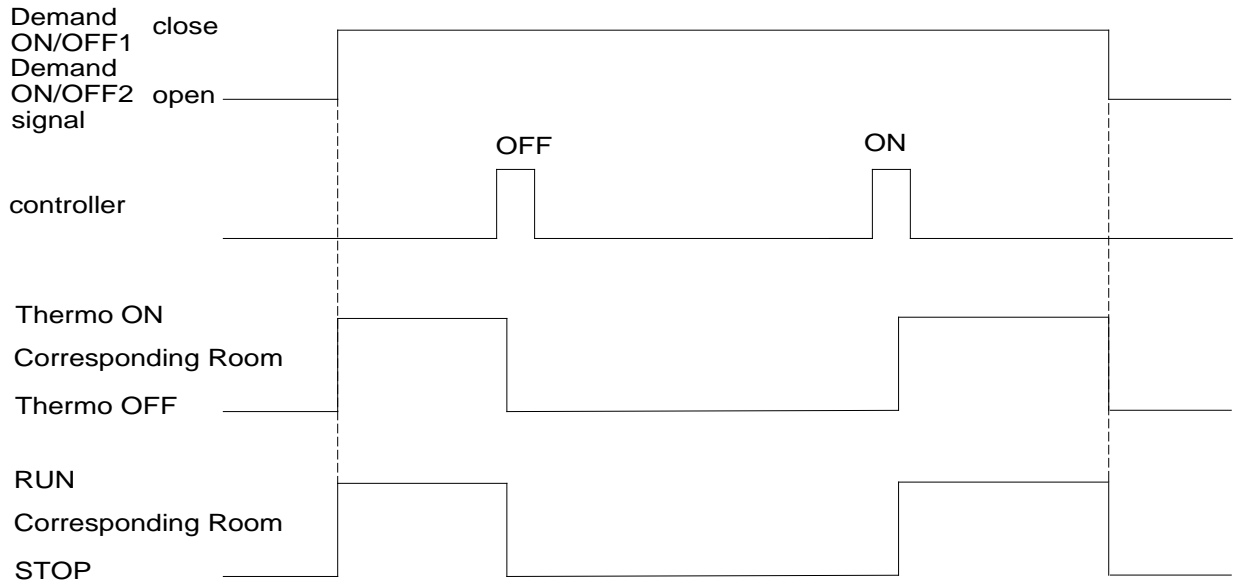 Demand
ON/OFF1 close
Demand
ON/OFF2 open
signal
OFF
ON
controller
Thermo ON
Corresponding Room
Thermo OFF
RUN
Corresponding Room
STOP